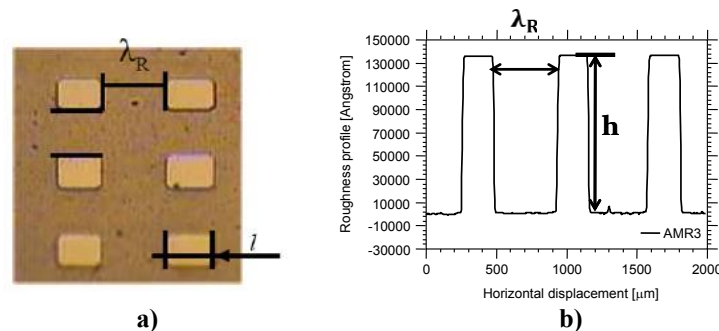 λR
l
a)
λR
Roughness profile [Angstrom]
150000
130000
110000
90000
70000
50000
30000
10000
-10000
-30000
h
AMR3
0 500 1000 1500 2000
Horizontal displacement [μm]
b)